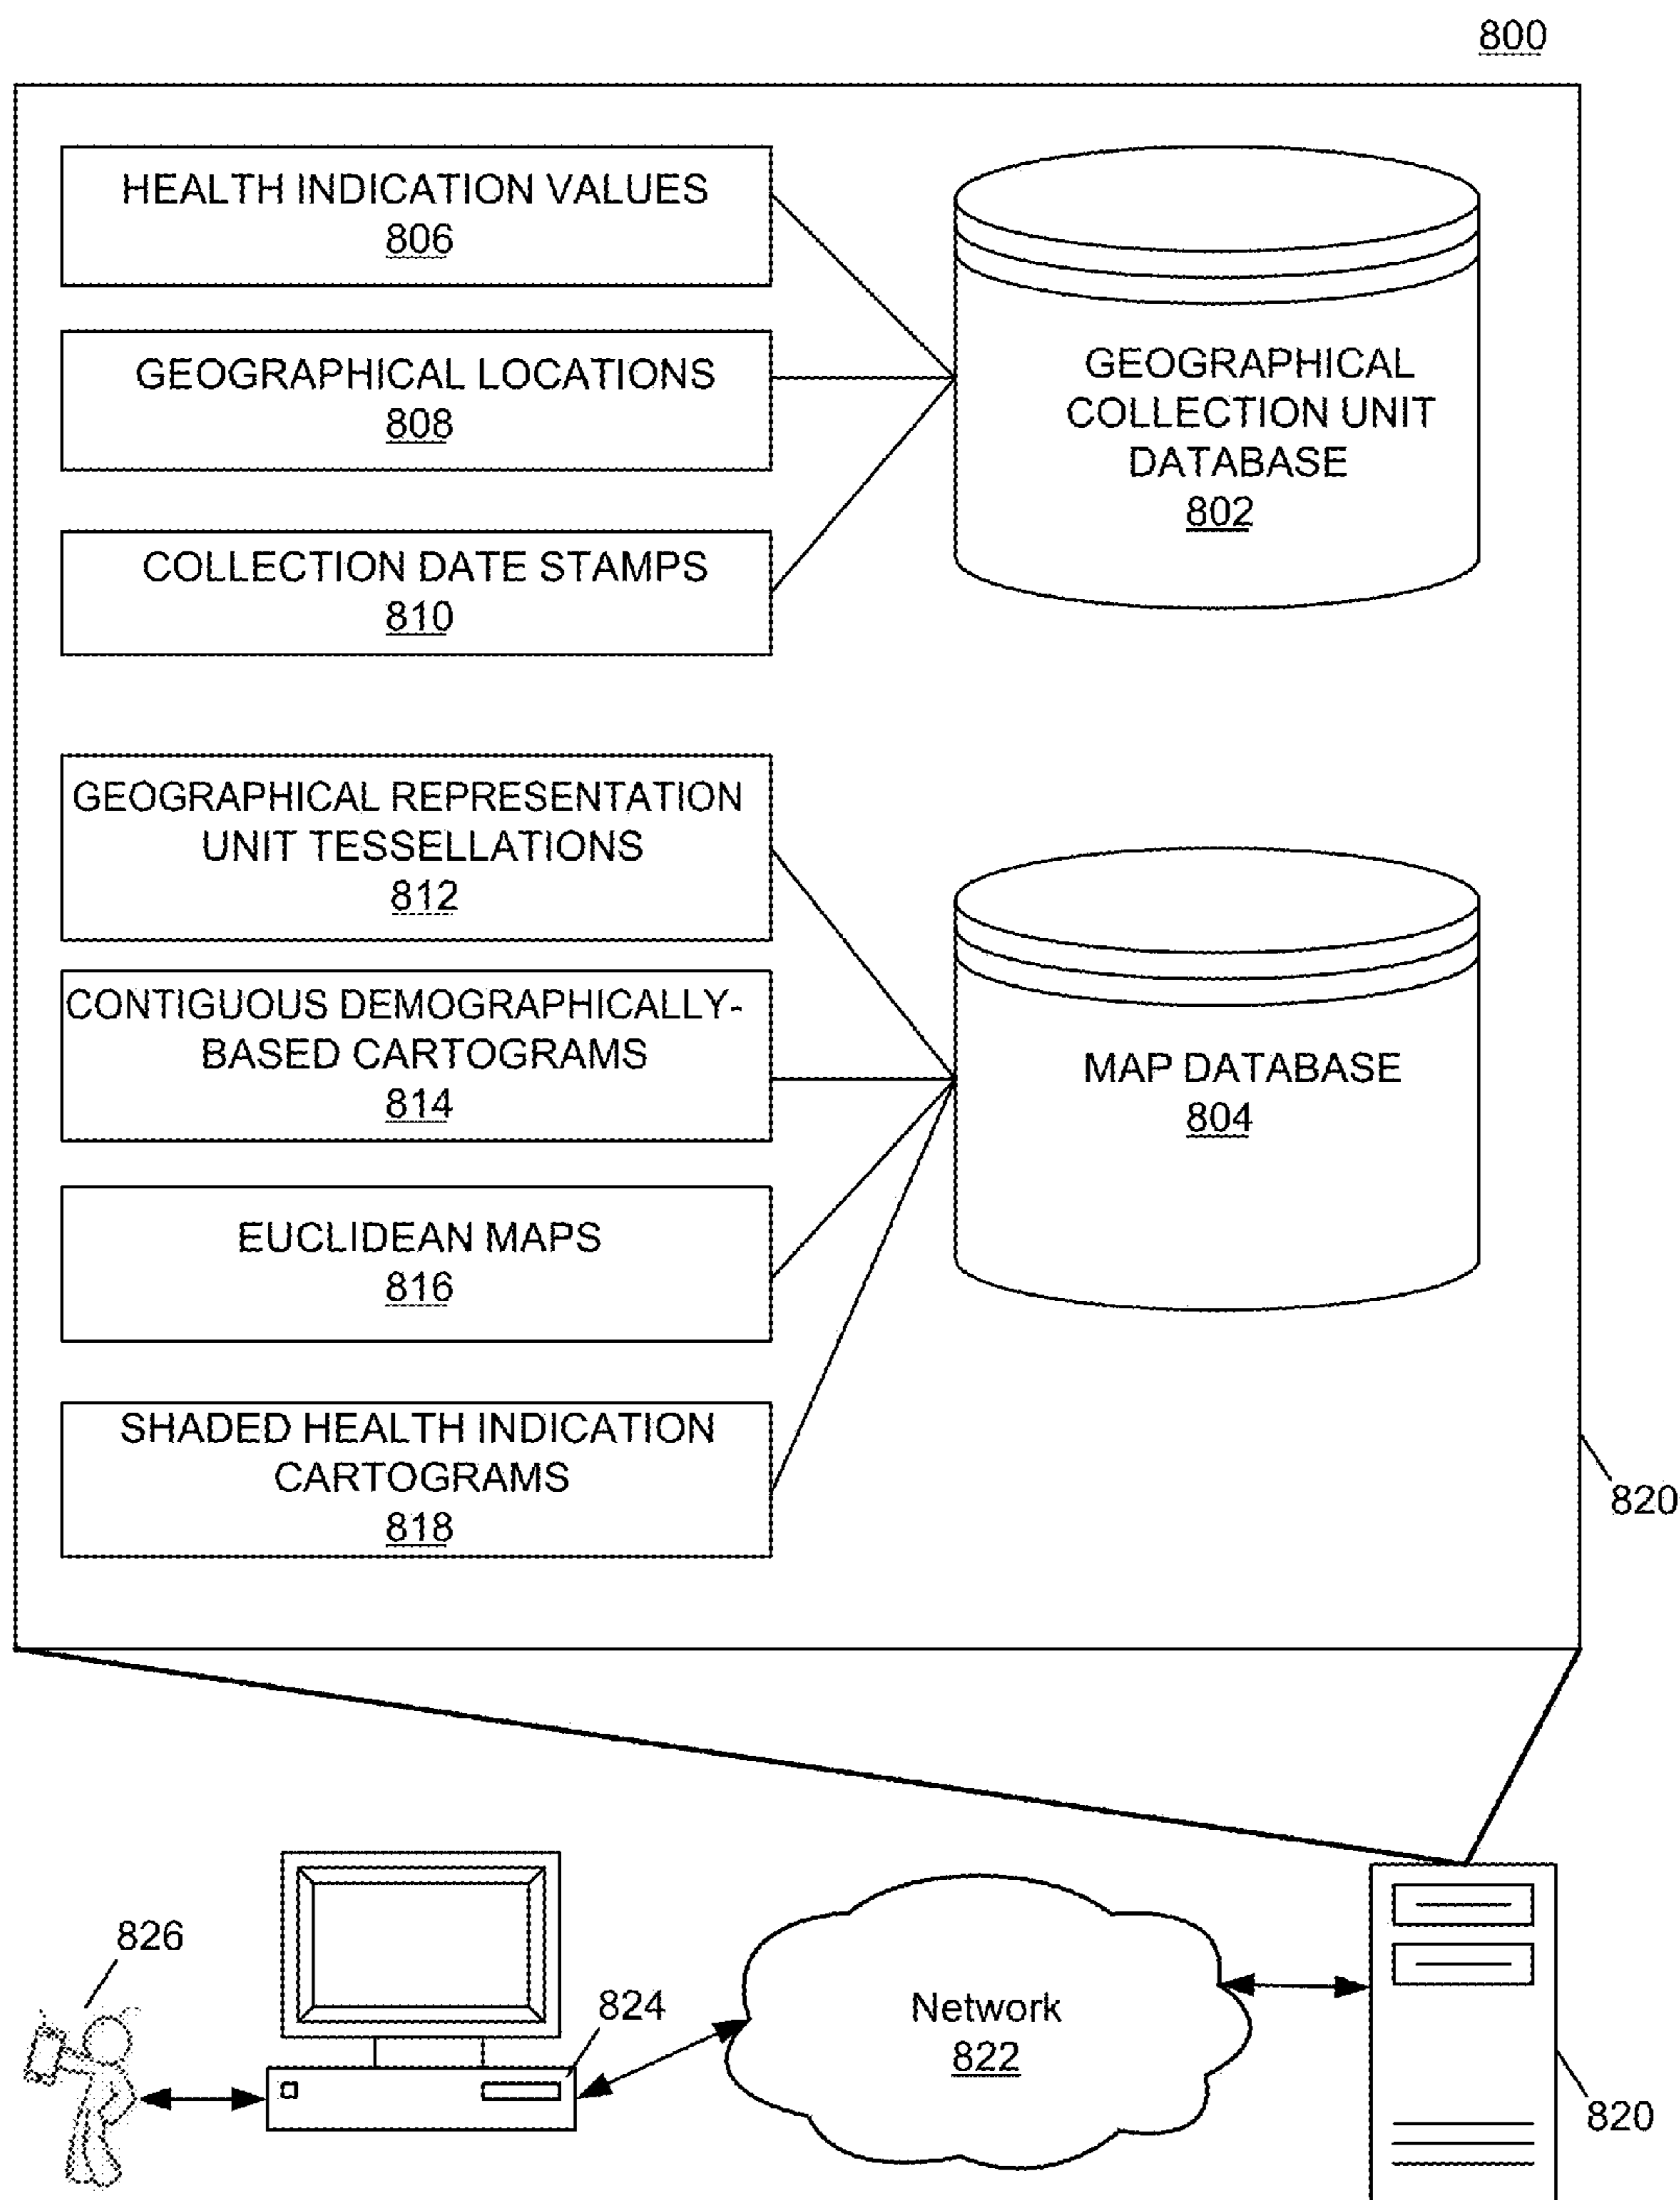 800
HEALTH INDICATION VALUES
806
GEOGRAPHICAL LOCATIONS
808
COLLECTION DATE STAMPS
810
GEOGRAPHICAL
COLLECTION UNIT
DATABASE
802
GEOGRAPHICAL REPRESENTATION
UNIT TESSELLATIONS
812
CONTIGUOUS DEMOGRAPHICALLY-
BASED CARTOGRAMS
814
EUCLIDEAN MAPS
816
SHADED HEALTH INDICATION
CARTOGRAMS
818
MAP DATABASE
804
820
826
824
Network
822
820